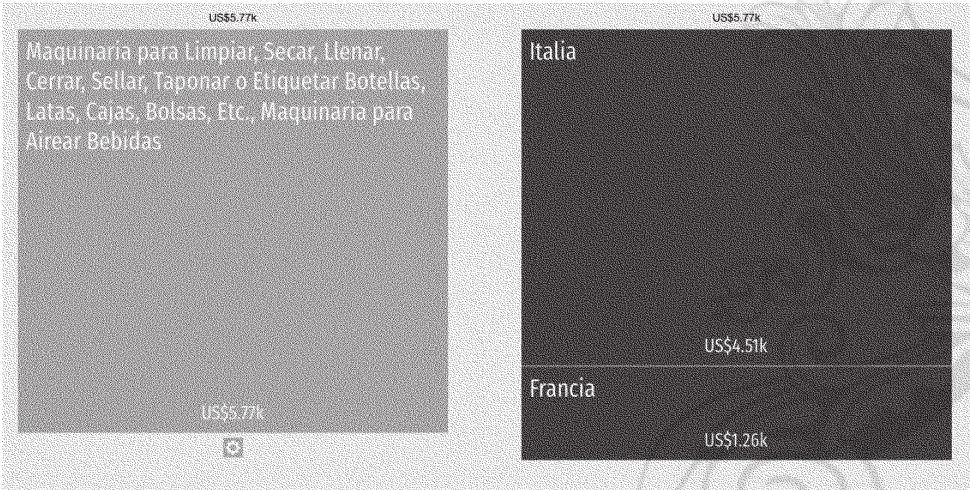 US$5.77k
Maquinaria para Limpiar, Secar, Llenar,
Cerrar, Sellar, Taponar o Etiquetar Botellas,
Latas, Cajas, Bolsas, Etc., Maquinaria para
Airear Bebidas
US$5.77k
US$5.77k
Italia
US$4.51k
Francia
US$1.26k